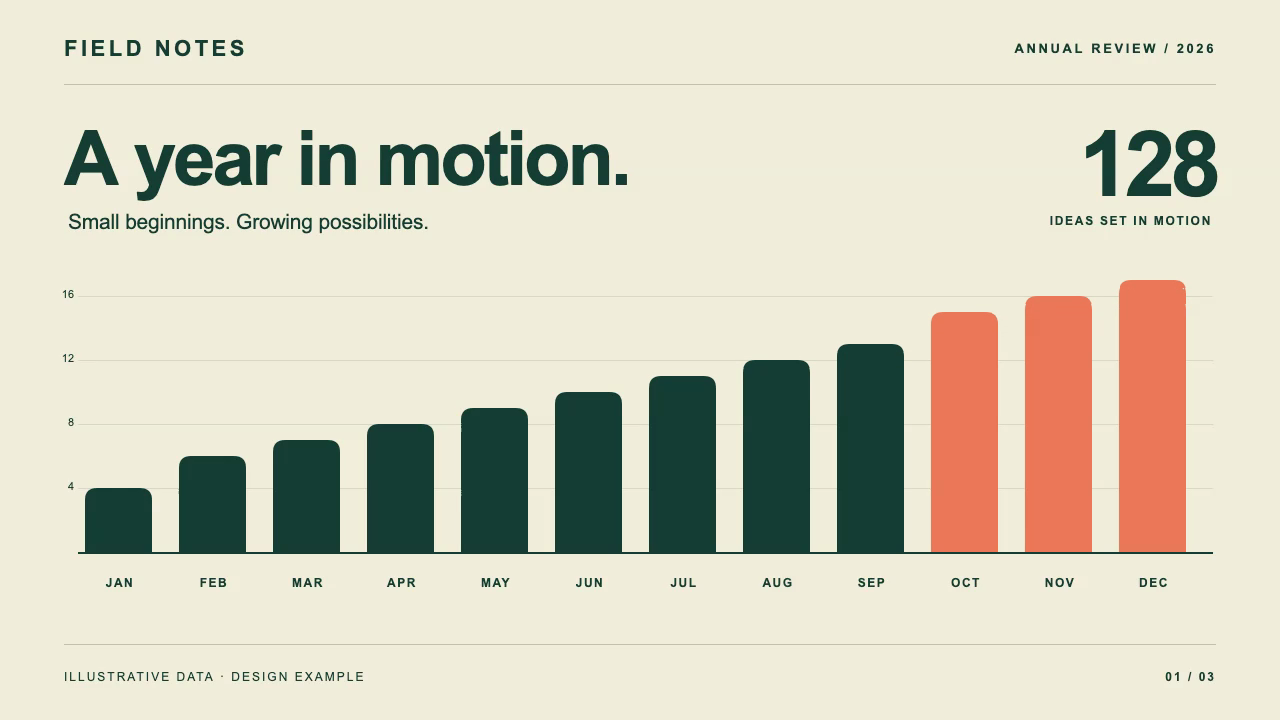 FIELD NOTES
ANNUAL REVIEW / 2026
A year in motion.
128
Small beginnings. Growing possibilities.
IDEAS SET IN MOTION
16
12
8
4
JAN FEB MAR APR MAY JUN JUL AUG SEP OCT NOV DEC
ILLUSTRATIVE DATA · DESIGN EXAMPLE
01 / 03